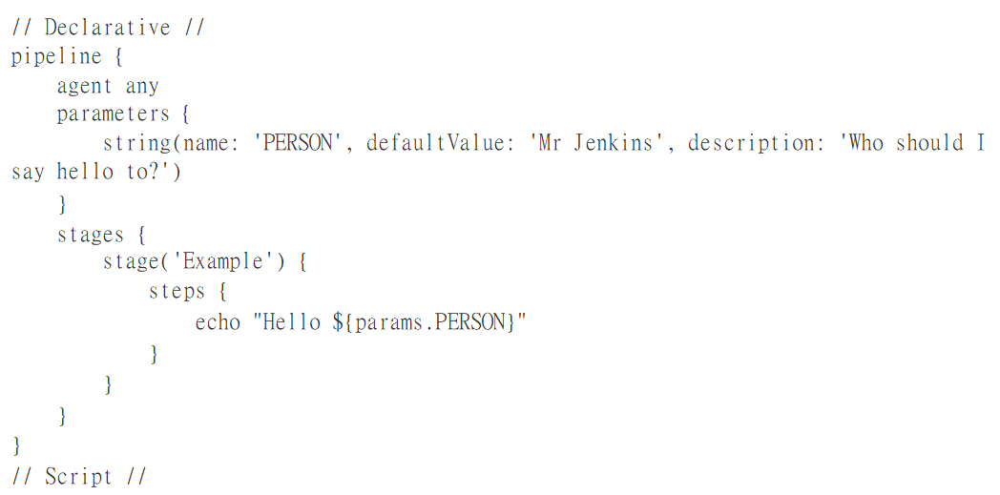 // Declarative //
pipeline {
    agent any
    parameters {
        string(name: 'PERSON', defaultValue: 'Mr Jenkins', description: 'Who should I
say hello to?')
    }
    stages {
        stage('Example') {
            steps {
                echo "Hello ${params.PERSON}"
            }
        }
    }
}
// Script //